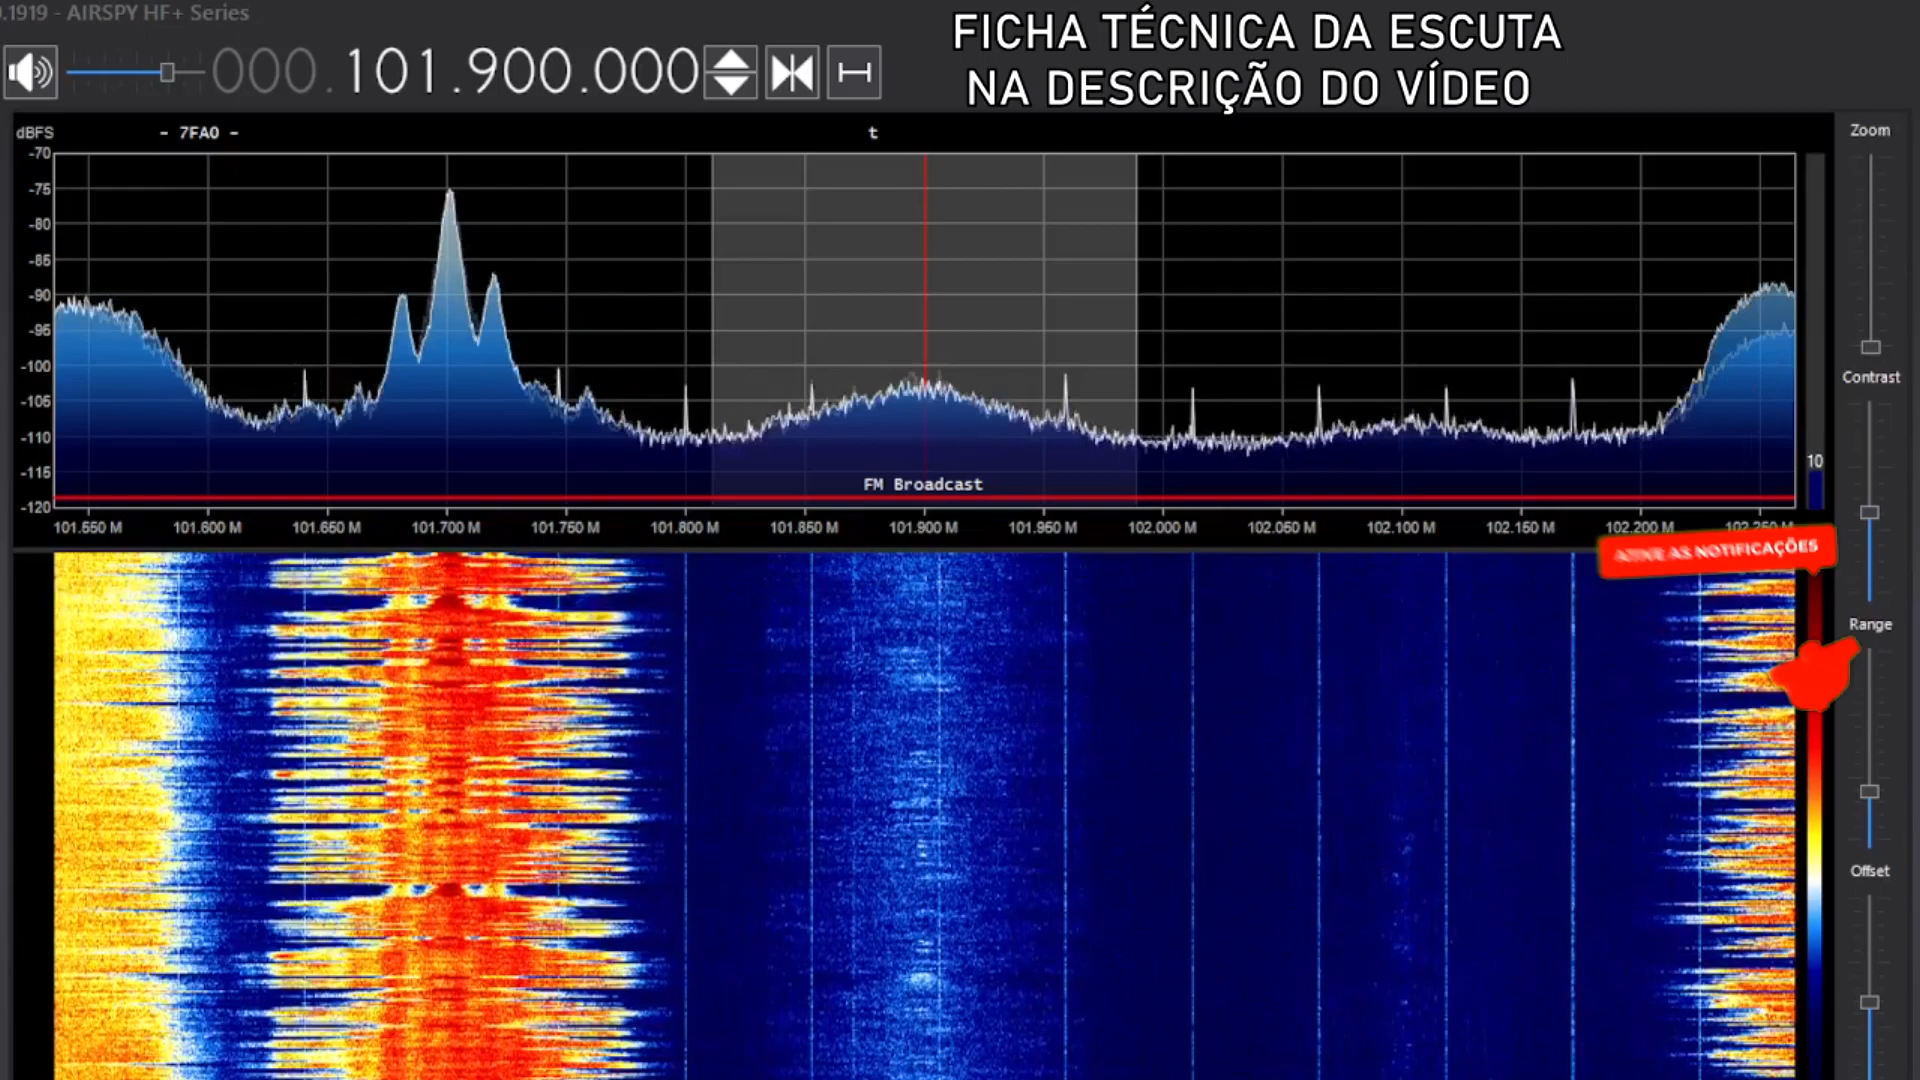 0.1919 - AIRSPY HF+ Series
FICHA TÉCNICA DA ESCUTA
NA DESCRIÇÃO DO VÍDEO
000.101.900.000
dBFS
- 7FA0 -
t
Zoom
-70
-75
-80
-85
-90
-95
-100
-105
-110
-115
-120
Contrast
10
FM Broadcast
101.550 M 101.600 M 101.650 M 101.700 M 101.750 M 101.800 M 101.850 M 101.900 M 101.950 M 102.000 M 102.050 M 102.100 M 102.150 M 102.200 M 102.250 M
ATIVE AS NOTIFICAÇÕES
Range
Offset